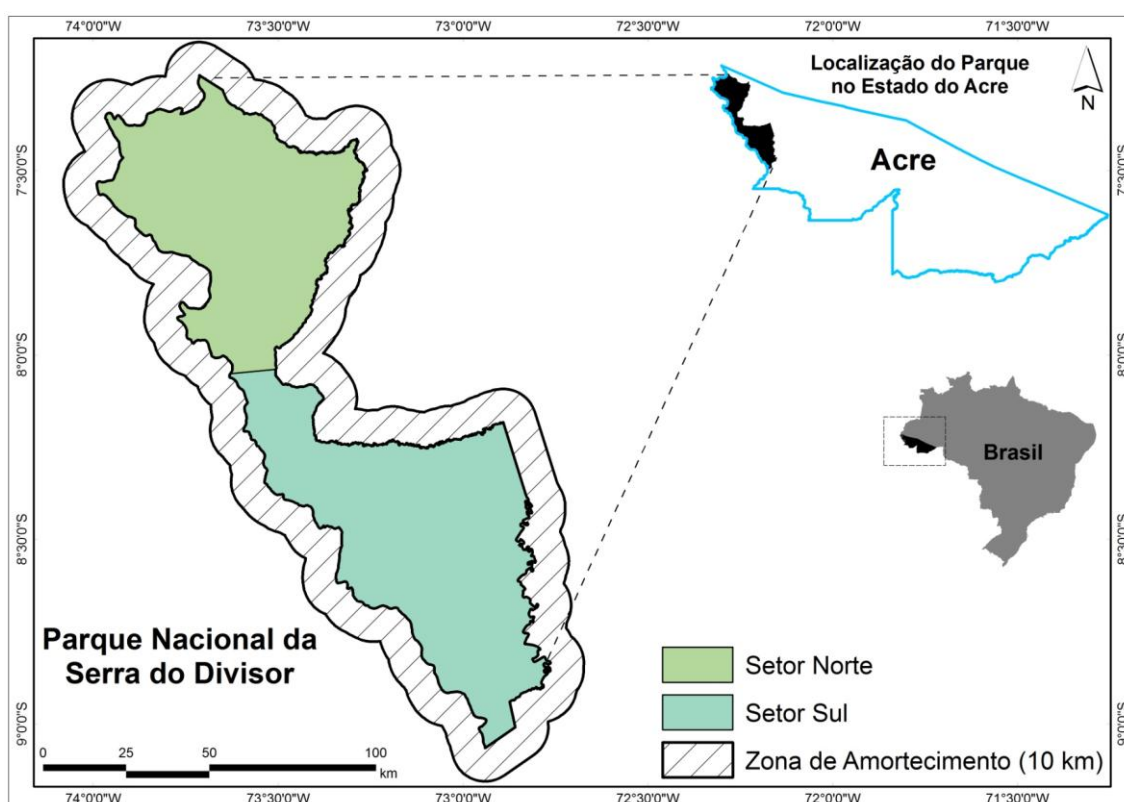 74°0'0"W
73°30'0"W
73°0'0"W
72°30'0"W
72°0'0"W
71°30'0"W
Localização do Parque
no Estado do Acre
N
Acre
7°30'0"S
7°30'0"S
8°0'0"S
8°0'0"S
Brasil
8°30'0"S
8°30'0"S
Parque Nacional da
Serra do Divisor
Setor Norte
Setor Sul
Zona de Amortecimento (10 km)
9°0'0"S
9°0'0"S
0 25 50 100
km
74°0'0"W
73°30'0"W
73°0'0"W
72°30'0"W
72°0'0"W
71°30'0"W